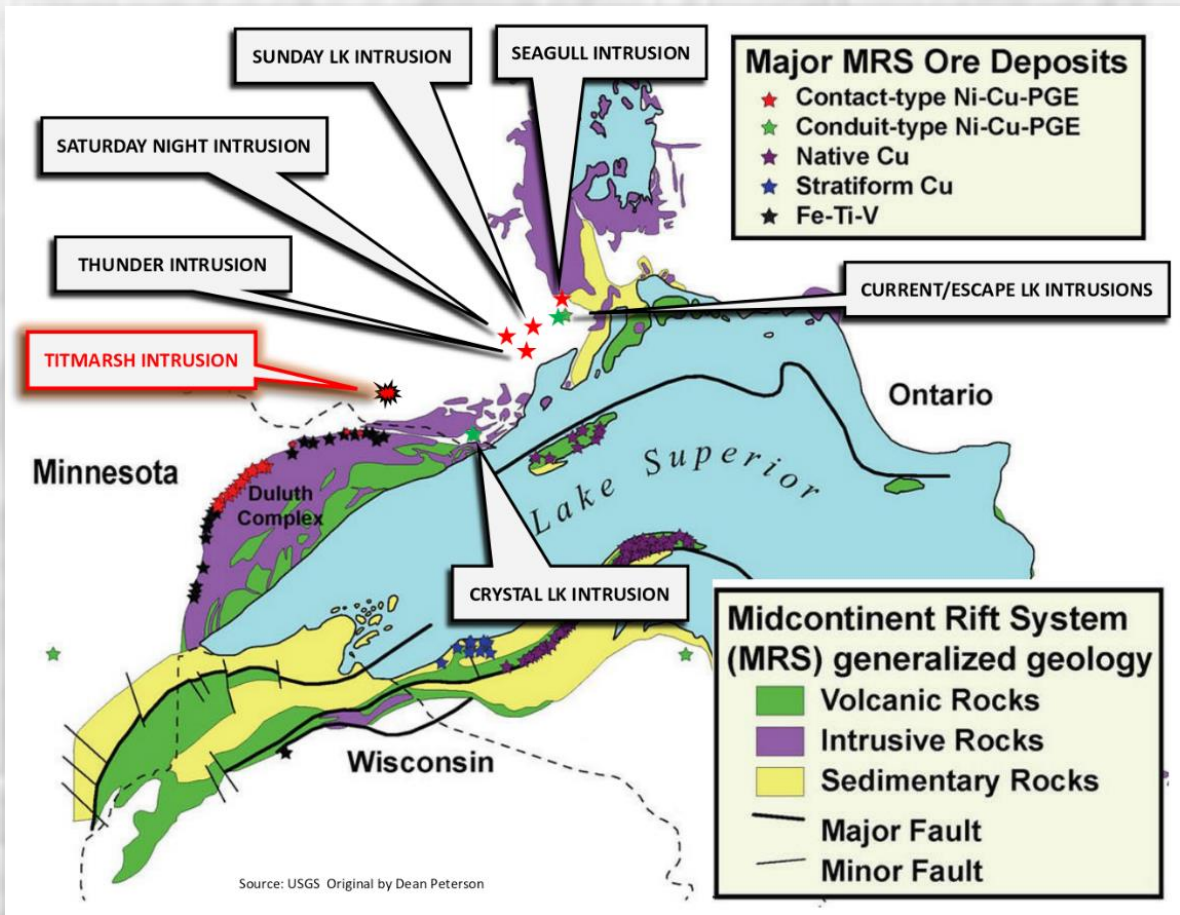 SUNDAY LK INTRUSION
SEAGULL INTRUSION
SATURDAY NIGHT INTRUSION
THUNDER INTRUSION
TITMARSH INTRUSION
CURRENT/ESCAPE LK INTRUSIONS
Major MRS Ore Deposits
Contact-type Ni-Cu-PGE
Conduit-type Ni-Cu-PGE
Native Cu
Stratiform Cu
Fe-Ti-V
Ontario
Minnesota
Duluth
Complex
Lake Superior
CRYSTAL LK INTRUSION
Wisconsin
Midcontinent Rift System
(MRS) generalized geology
Volcanic Rocks
Intrusive Rocks
Sedimentary Rocks
Major Fault
Minor Fault
Source: USGS Original by Dean Peterson